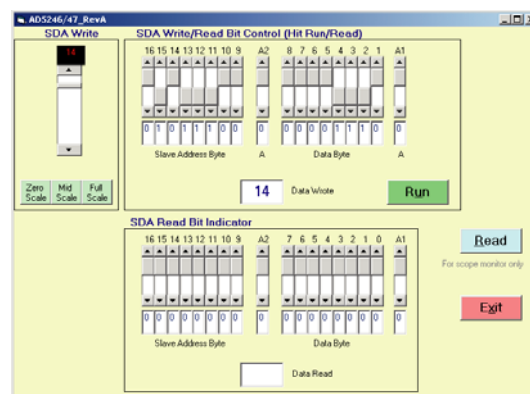 AD5246/47_RevA
SDA Write
SDA Write/Read Bit Control (Hit Run/Read)
14
16 15 14 13 12 11 10 9 A2 8 7 6 5 4 3 2 1 A1
0 1 0 1 1 1 0 0 0 0 0 0 0 1 1 1 0 0
Slave Address Byte A Data Byte A
Zero Scale Mid Scale Full Scale
14 Data Wrote Run
SDA Read Bit Indicator
16 15 14 13 12 11 10 9 A2 7 6 5 4 3 2 1 0 A1
Read
For scope monitor only
0 0 0 0 0 0 0 0 0 0 0 0 0 0 0 0 0 0
Slave Address Byte Data Byte
Exit
Data Read